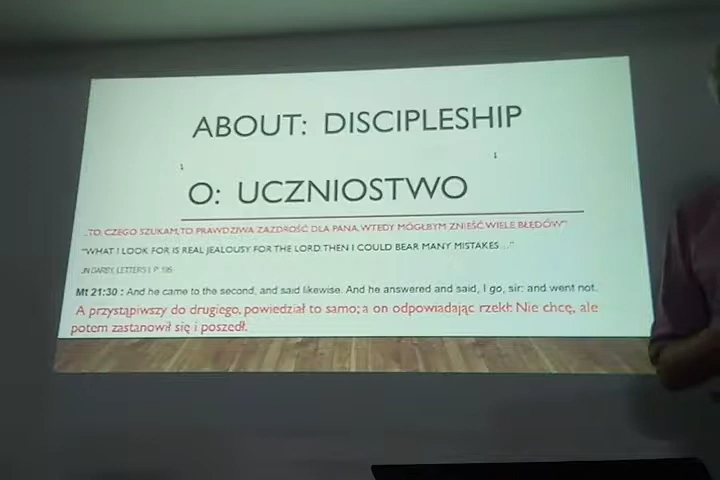 ABOUT: DISCIPLESHIP
O: UCZNIOSTWO
„TO, CZEGO SZUKAM, TO PRAWDZIWA ZAZDROŚĆ DLA PANA. WTEDY MÓGŁBYM ZNIEŚĆ WIELE BŁĘDÓW"
"WHAT I LOOK FOR IS REAL JEALOUSY FOR THE LORD. THEN I COULD BEAR MANY MISTAKES…"
JN DARBY, LETTERS I, P. 195
Mt 21:30 : And he came to the second, and said likewise. And he answered and said, I go, sir: and went not.
A przystąpiwszy do drugiego, powiedział to samo; a on odpowiadając rzekł: Nie chcę, ale
potem zastanowił się i poszedł.